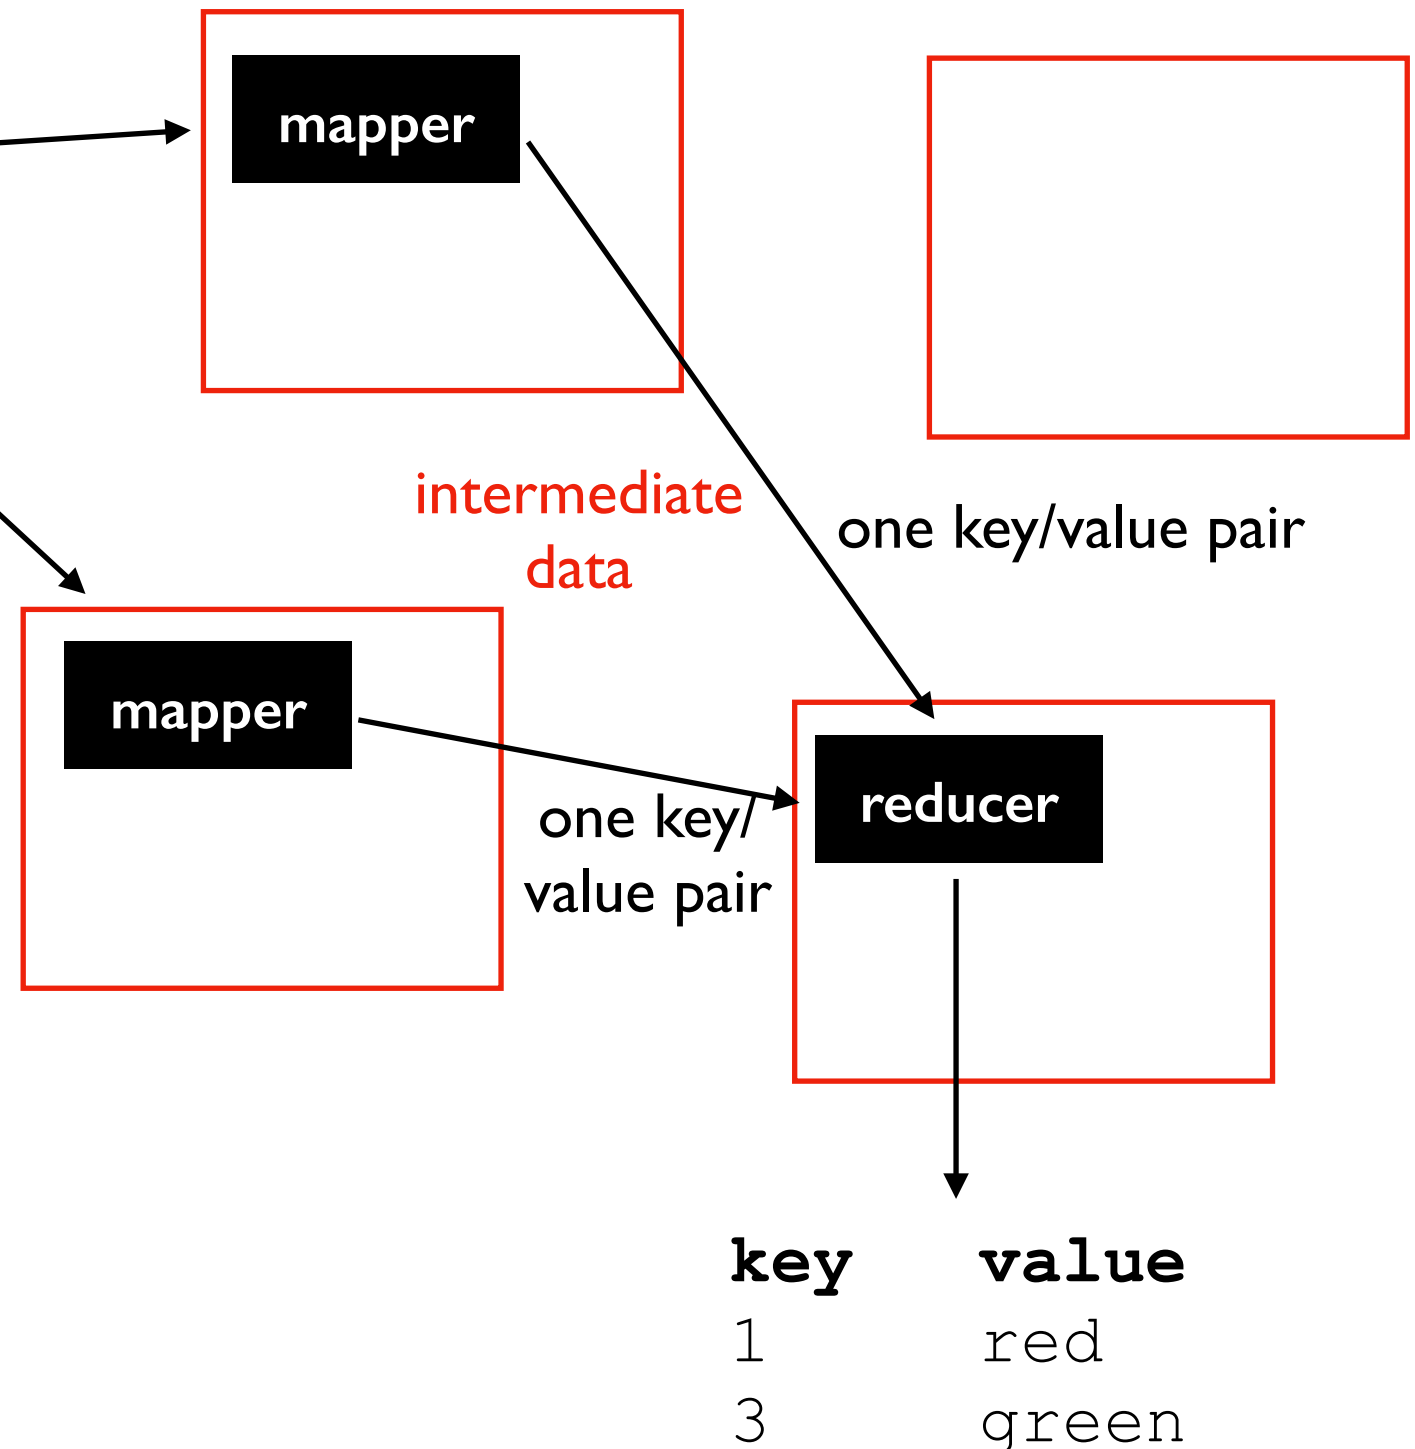 mapper
intermediate
data
one key/value pair
mapper
one key/
value pair
reducer
key value
1 red
3 green